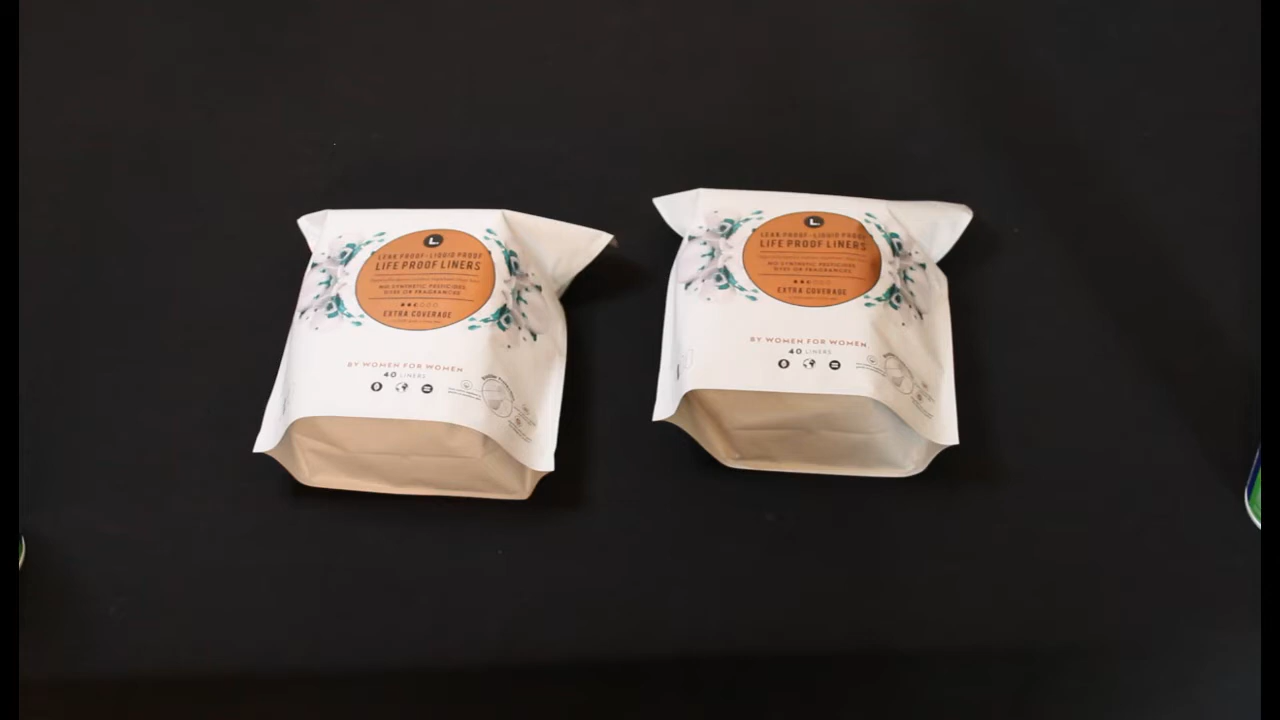 L.
LEAK PROOF-LIQUID PROOF
LIFE PROOF LINERS
NO SYNTHETIC PESTICIDES,
DYES OR FRAGRANCES
EXTRA COVERAGE
BY WOMEN FOR WOMEN
40 LINERS
L.
LEAK PROOF-LIQUID PROOF
LIFE PROOF LINERS
NO SYNTHETIC PESTICIDES,
DYES OR FRAGRANCES
EXTRA COVERAGE
BY WOMEN FOR WOMEN
40 LINERS